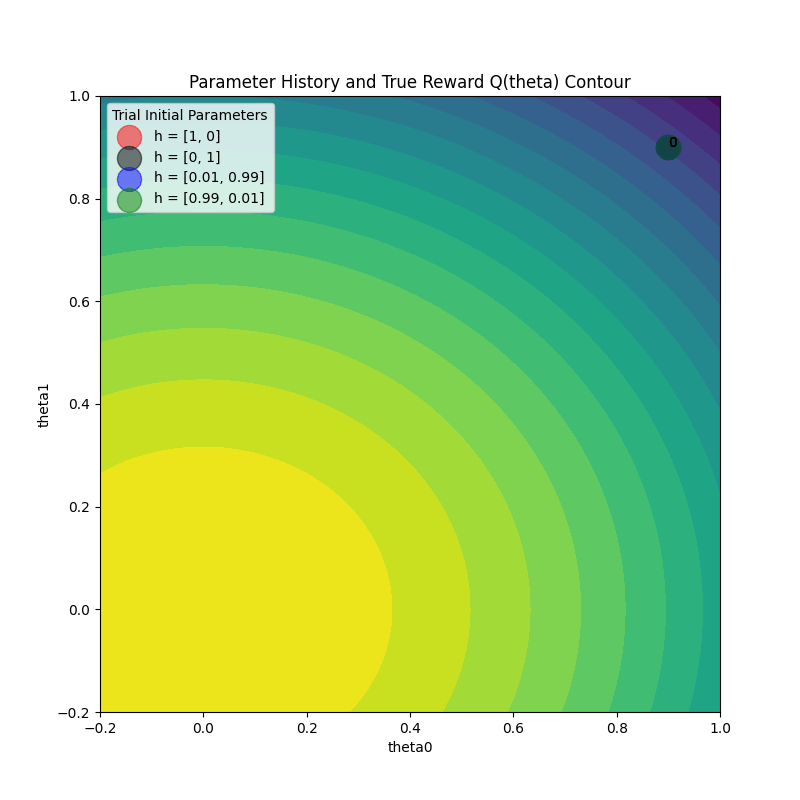 Parameter History and True Reward Q(theta) Contour
Trial Initial Parameters
h = [1, 0]
h = [0, 1]
h = [0.01, 0.99]
h = [0.99, 0.01]
0
1.0
0.8
0.6
0.4
0.2
0.0
−0.2
theta1
−0.2 0.0 0.2 0.4 0.6 0.8 1.0
theta0